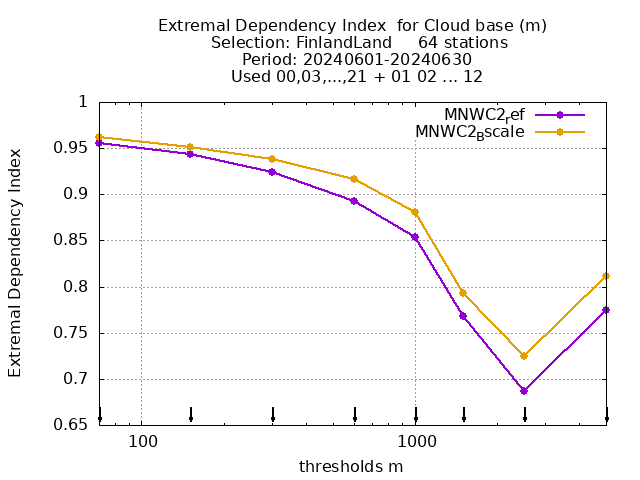 Extremal Dependency Index  for Cloud base (m)
Selection: FinlandLand     64 stations
Period: 20240601-20240630
Used 00,03,...,21 + 01 02 ... 12
MNWC2ref
MNWC2Bscale
1
0.95
0.9
0.85
0.8
0.75
0.7
0.65
Extremal Dependency Index
100
1000
thresholds m